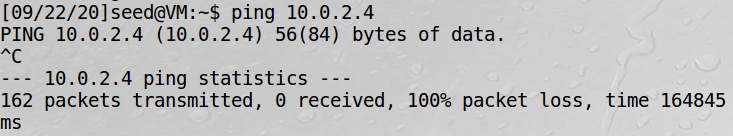 [09/22/20]seed@VM:~$ ping 10.0.2.4
PING 10.0.2.4 (10.0.2.4) 56(84) bytes of data.
^C
--- 10.0.2.4 ping statistics ---
162 packets transmitted, 0 received, 100% packet loss, time 164845
ms